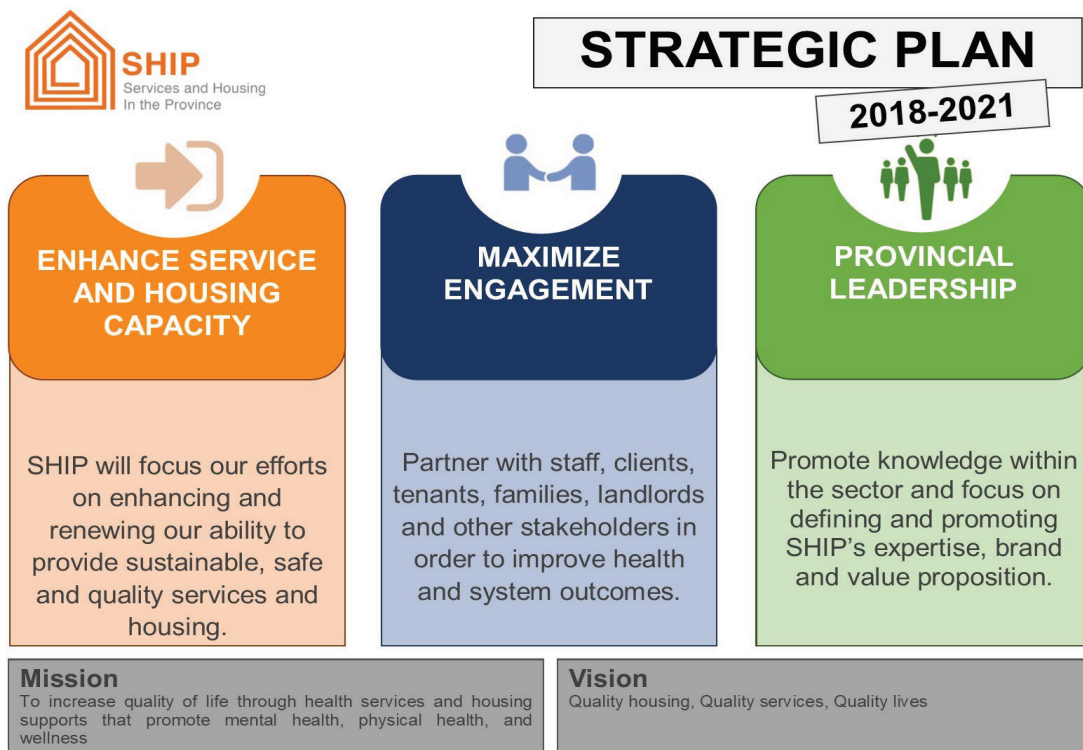 SHIP
Services and Housing
In the Province
STRATEGIC PLAN
2018-2021
ENHANCE SERVICE
AND HOUSING
CAPACITY
SHIP will focus our efforts
on enhancing and
renewing our ability to
provide sustainable, safe
and quality services and
housing.
MAXIMIZE
ENGAGEMENT
Partner with staff, clients,
tenants, families, landlords
and other stakeholders in
order to improve health
and system outcomes.
PROVINCIAL
LEADERSHIP
Promote knowledge within
the sector and focus on
defining and promoting
SHIP's expertise, brand
and value proposition.
Mission
To increase quality of life through health services and housing
supports that promote mental health, physical health, and
wellness
Vision
Quality housing, Quality services, Quality lives